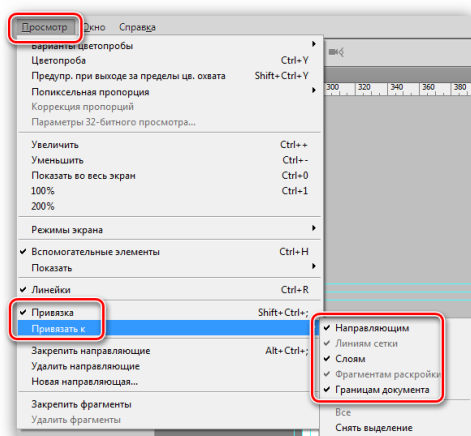 Просмотр Окно Справка
Варианты цветопробы
Цветопроба Ctrl+Y
Предупр. при выходе за пределы цв. охвата Shift+Ctrl+Y
Попиксельная пропорция
Коррекция пропорций
Параметры 32-битного просмотра...
300 320 340 360 380
Увеличить Ctrl++
Уменьшить Ctrl+-
Показать во весь экран Ctrl+0
100% Ctrl+1
200%
Режимы экрана
Вспомогательные элементы Ctrl+H
Показать
Линейки Ctrl+R
Привязка Shift+Ctrl+;
Привязать к
Закрепить направляющие Alt+Ctrl+;
Удалить направляющие
Новая направляющая...
Закрепить фрагменты
Удалить фрагменты
Направляющим
Линиям сетки
Слоям
Фрагментам раскройки
Границам документа
Все
Снять выделение